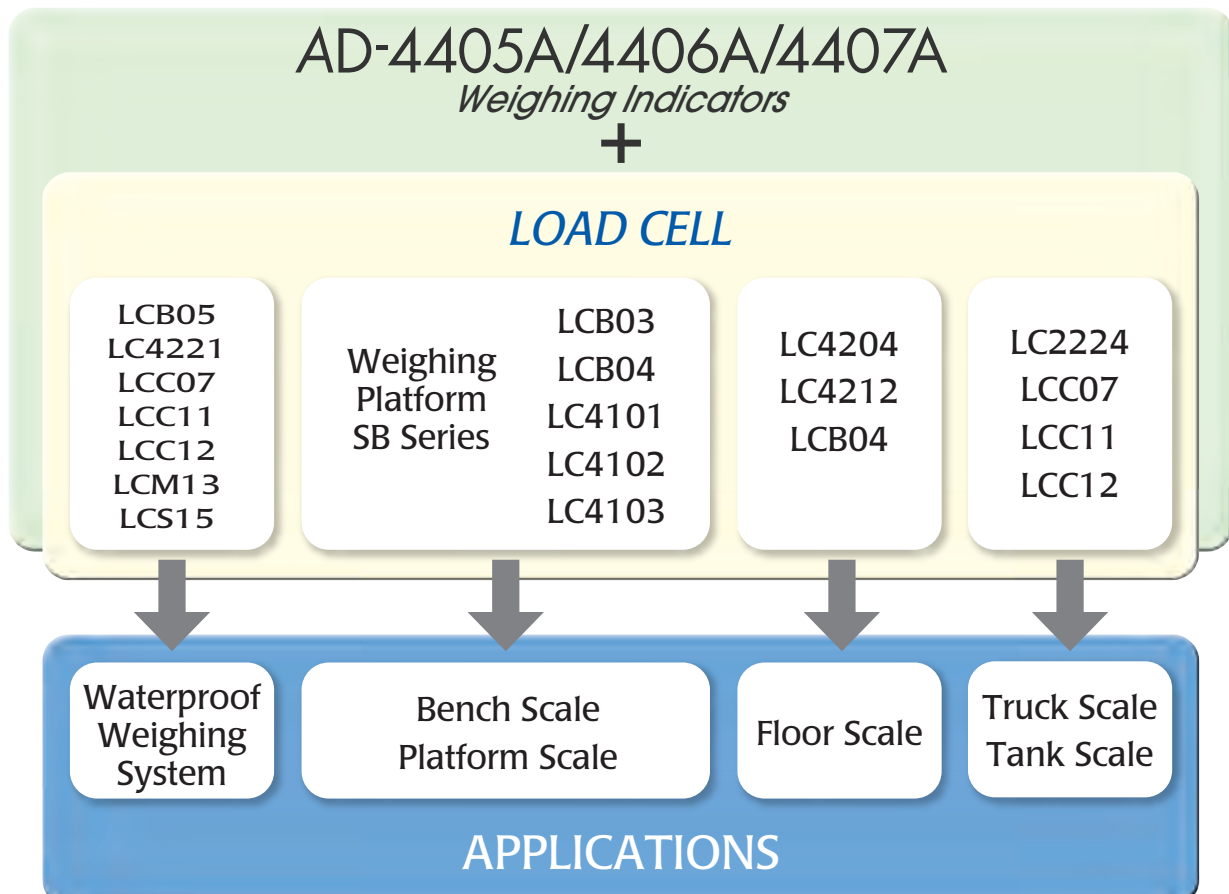 AD-4405A/4406A/4407A
Weighing Indicators
+
LOAD CELL
LCB05
LC4221
LCC07
LCC11
LCC12
LCM13
LCS15
Weighing
Platform
SB Series
LCB03
LCB04
LC4101
LC4102
LC4103
LC4204
LC4212
LCB04
LC2224
LCC07
LCC11
LCC12
Waterproof
Weighing
System
Bench Scale
Platform Scale
Floor Scale
Truck Scale
Tank Scale
APPLICATIONS